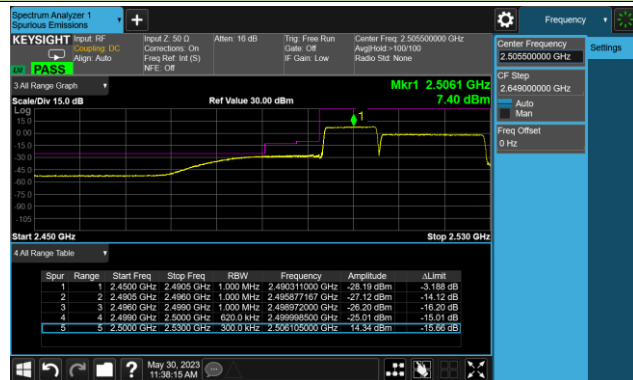 Spectrum Analyzer 1
Spurious Emissions
Frequency
KEYSIGHT
Input: RF
Coupling: DC
Align: Auto
Input Z: 50 Ω
Corrections: On
Freq Ref: Int (S)
NFE: Off
Atten: 16 dB
Trig: Free Run
Gate: Off
IF Gain: Low
Center Freq: 2.505500000 GHz
Avg|Hold:>100/100
Radio Std: None
PASS
Center Frequency
2.505500000 GHz
Settings
CF Step
2.649000000 GHz
Auto
Man
Freq Offset
0 Hz
3 All Range Graph
Mkr1 2.5061 GHz
7.40 dBm
Scale/Div 15.0 dB
Ref Value 30.00 dBm
Log
15.0
0.00
-15.0
-30.0
-45.0
-60.0
-75.0
-90.0
-105
1
Start 2.450 GHz
Stop 2.530 GHz
4 All Range Table
Spur Range Start Freq Stop Freq RBW Frequency Amplitude ΔLimit
1 1 2.4500 GHz 2.4905 GHz 1.000 MHz 2.490311000 GHz -28.19 dBm -3.188 dB
2 2 2.4905 GHz 2.4960 GHz 1.000 MHz 2.495877167 GHz -27.12 dBm -14.12 dB
3 3 2.4960 GHz 2.4990 GHz 1.000 MHz 2.498972000 GHz -26.20 dBm -16.20 dB
4 4 2.4990 GHz 2.5000 GHz 620.0 kHz 2.499998500 GHz -25.01 dBm -15.01 dB
5 5 2.5000 GHz 2.5300 GHz 300.0 kHz 2.506105000 GHz 14.34 dBm -15.66 dB
May 30, 2023
11:38:15 AM